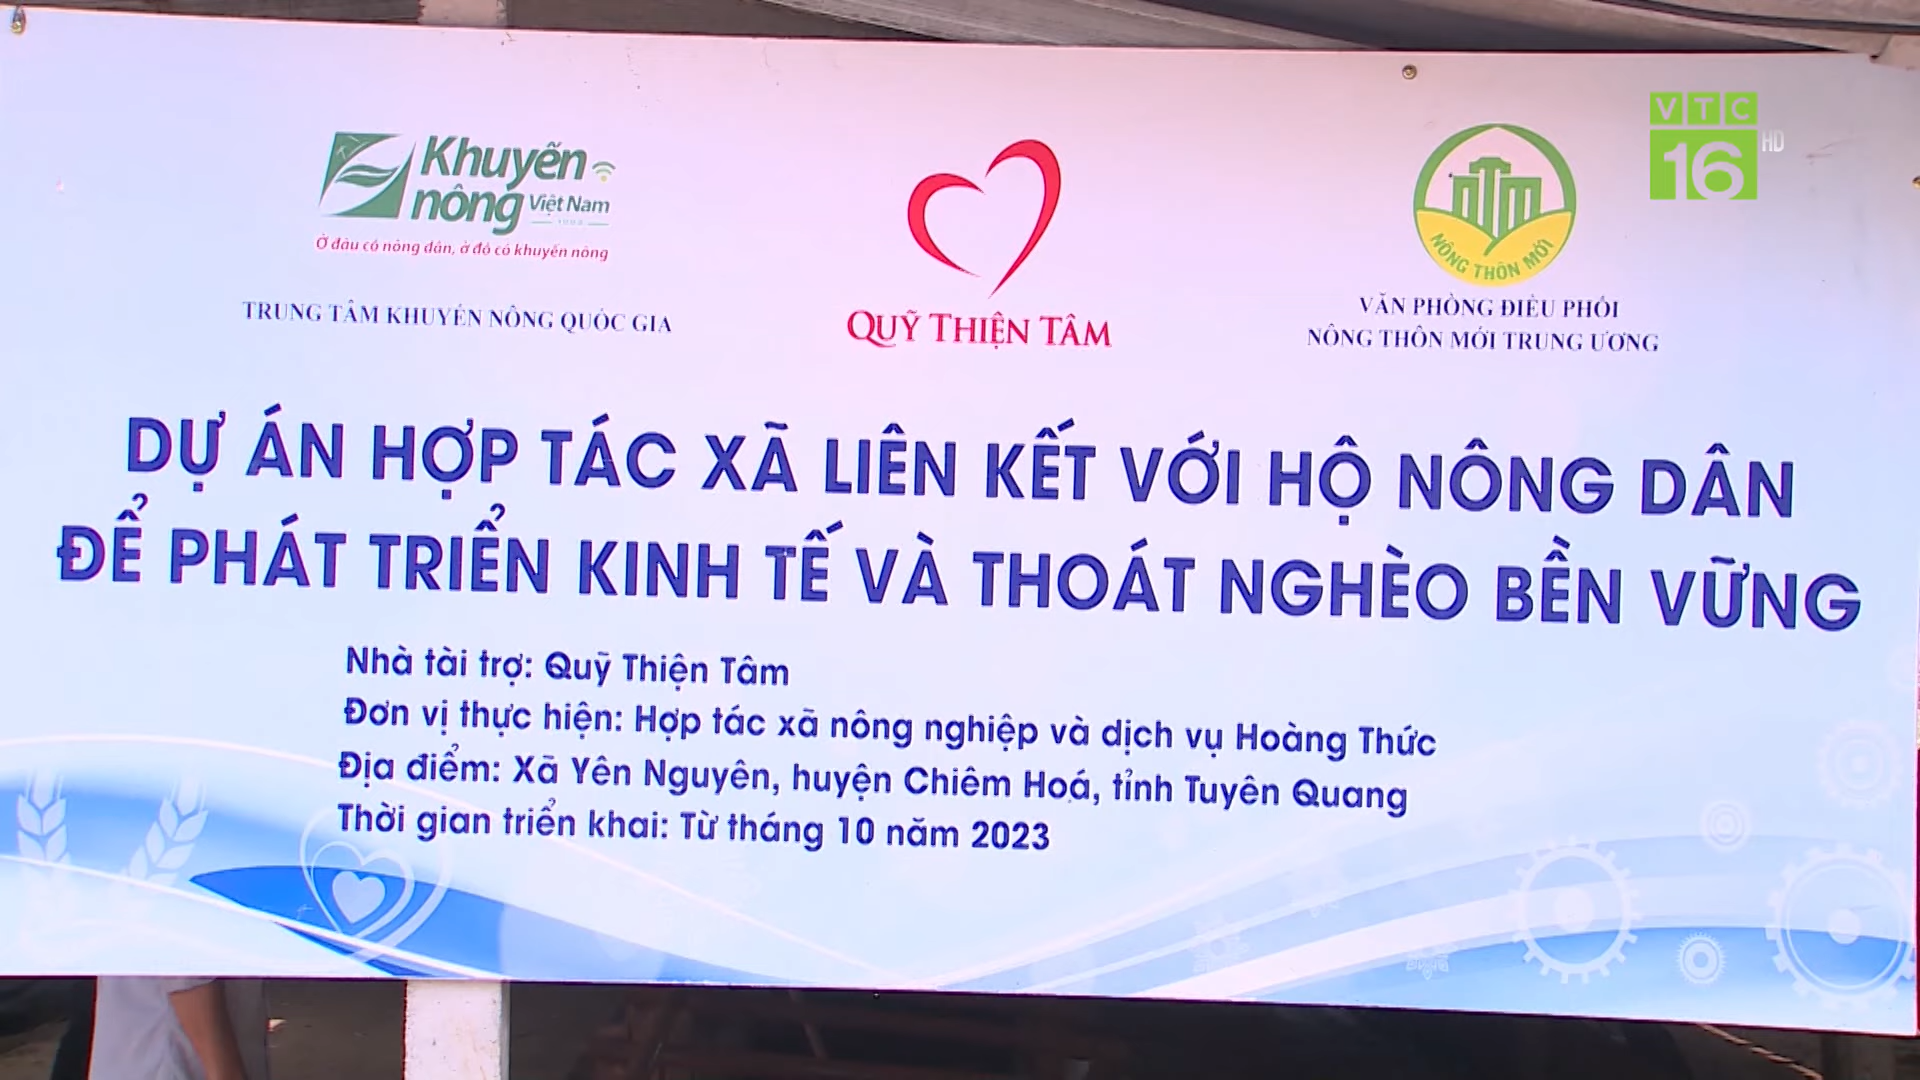 VTC
16 HD
Khuyến
nông Việt Nam
Ở đâu có nông dân, ở đó có khuyến nông
TRUNG TÂM KHUYẾN NÔNG QUỐC GIA
QUỸ THIỆN TÂM
NTM
NÔNG THÔN MỚI
VĂN PHÒNG ĐIỀU PHỐI
NÔNG THÔN MỚI TRUNG ƯƠNG
DỰ ÁN HỢP TÁC XÃ LIÊN KẾT VỚI HỘ NÔNG DÂN
ĐỂ PHÁT TRIỂN KINH TẾ VÀ THOÁT NGHÈO BỀN VỮNG
Nhà tài trợ: Quỹ Thiện Tâm
Đơn vị thực hiện: Hợp tác xã nông nghiệp và dịch vụ Hoàng Thức
Địa điểm: Xã Yên Nguyên, huyện Chiêm Hoá, tỉnh Tuyên Quang
Thời gian triển khai: Từ tháng 10 năm 2023